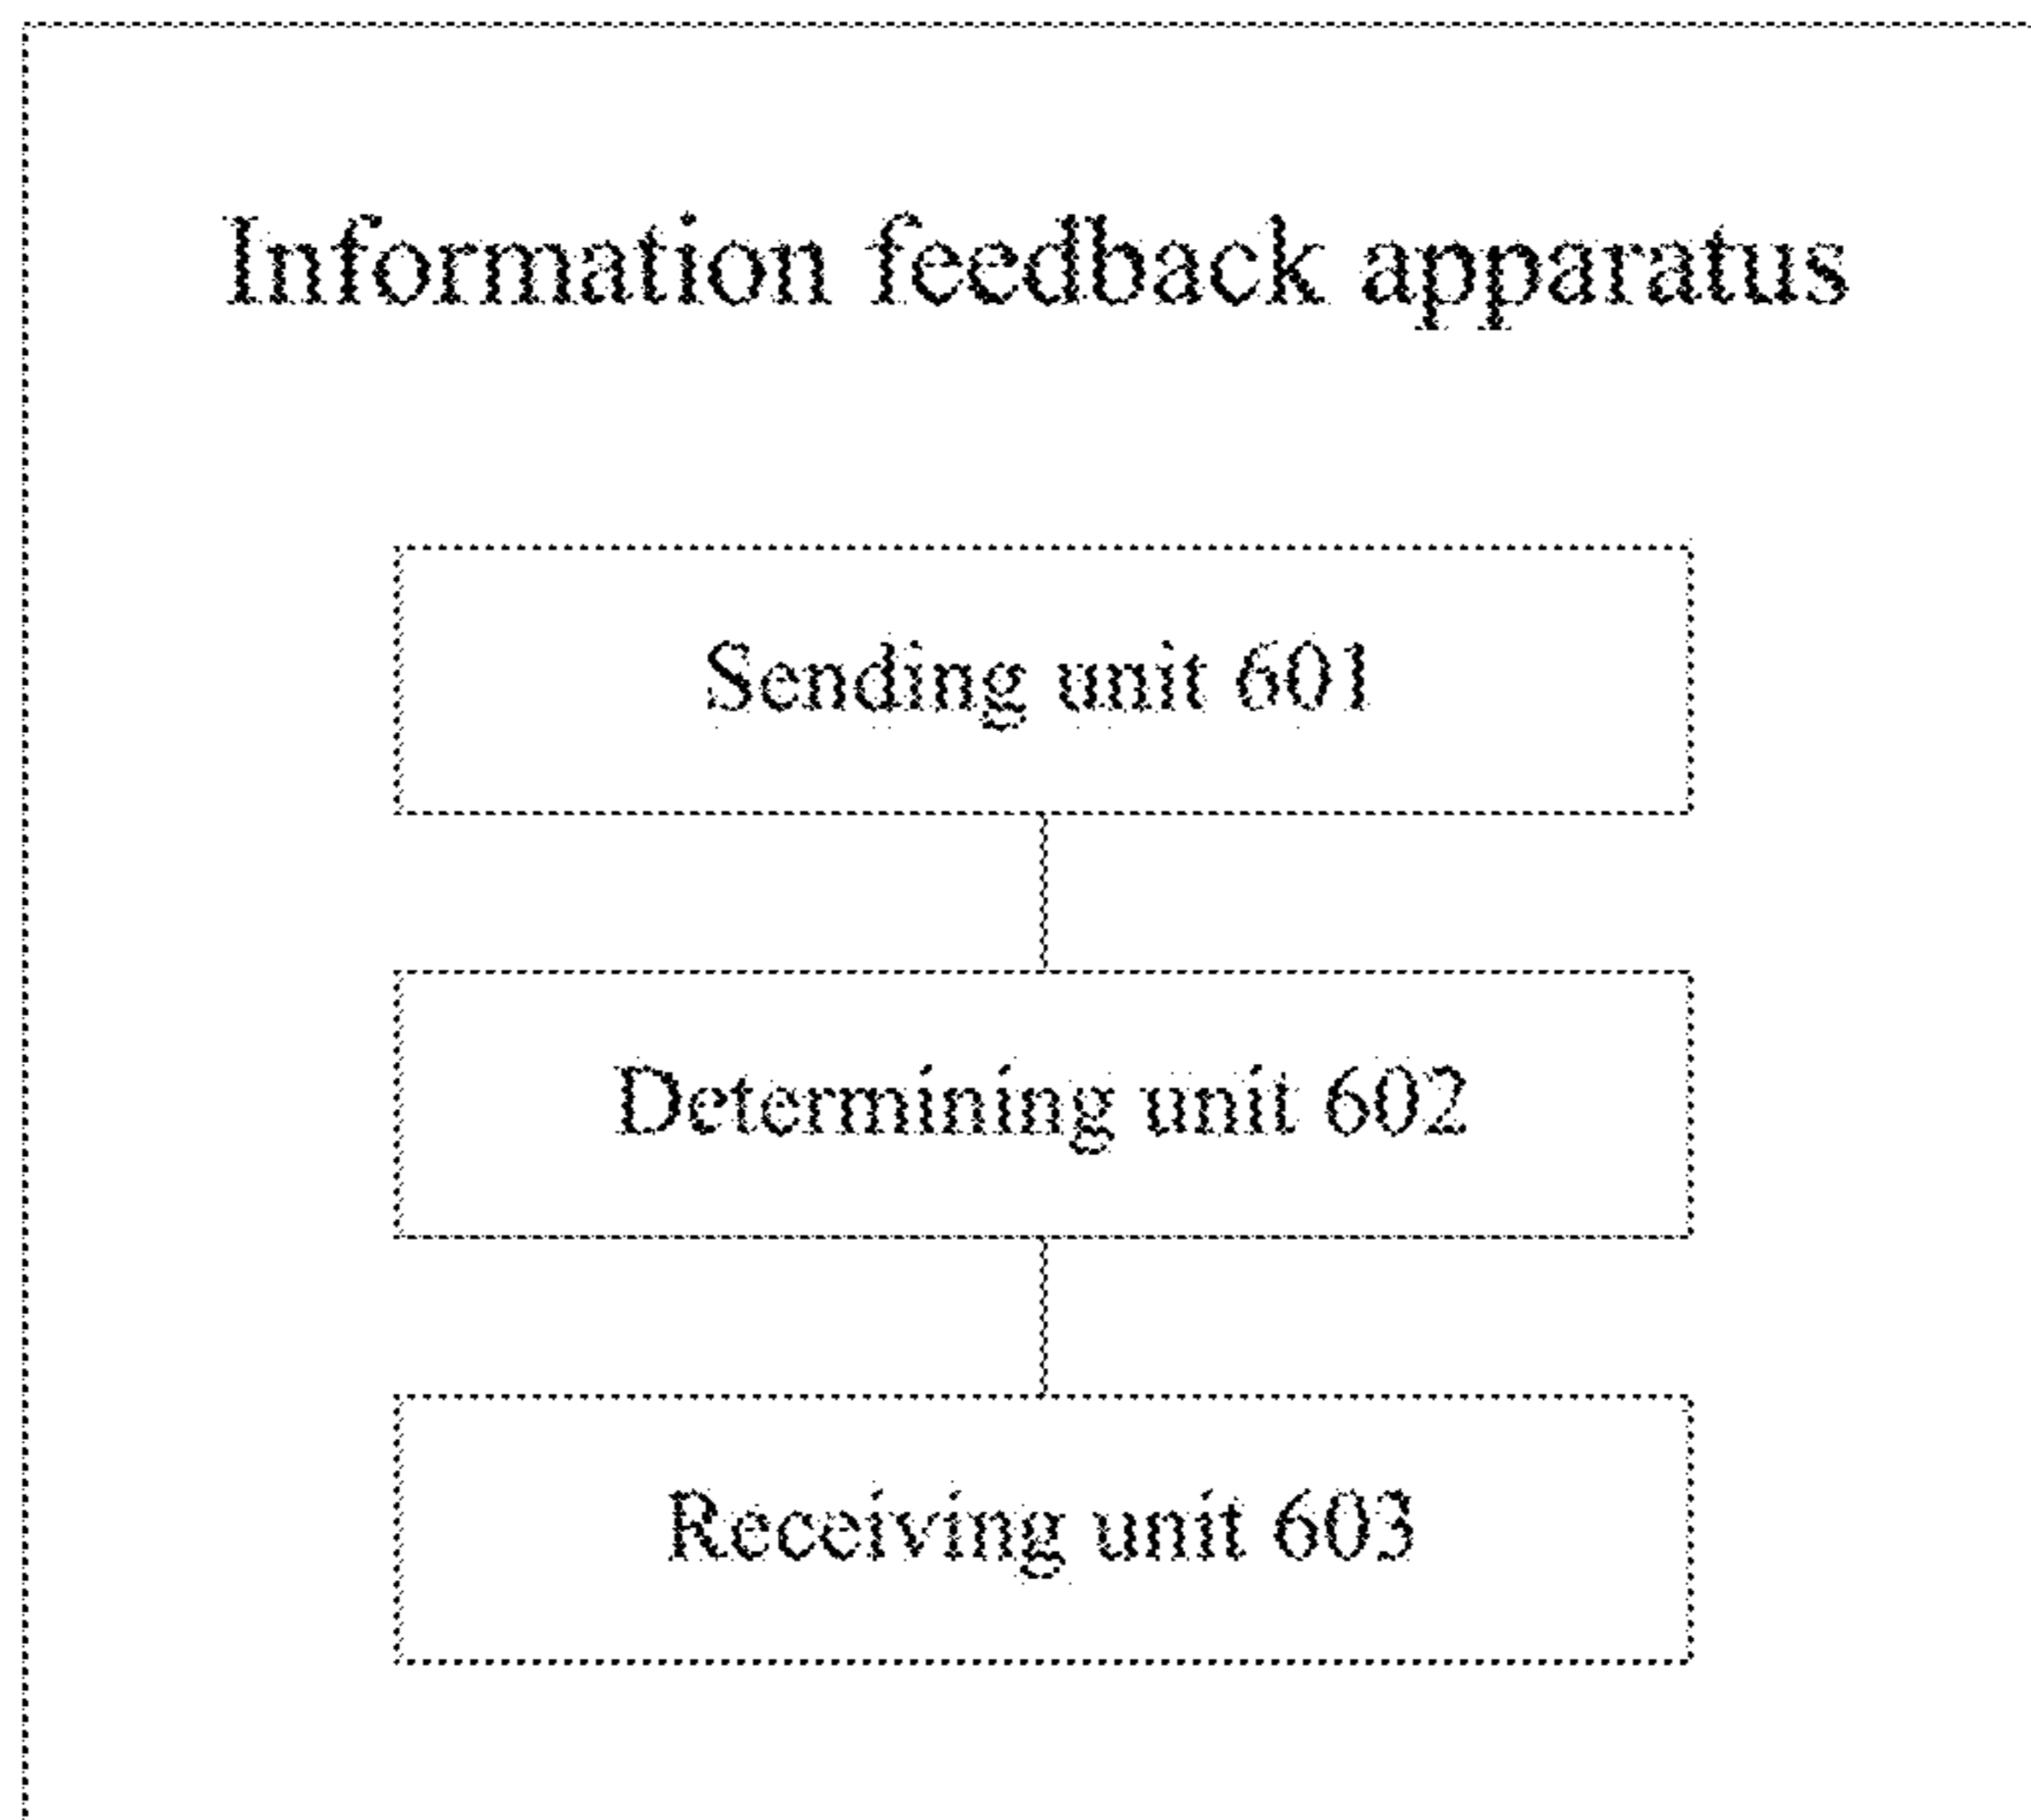 Information feedback apparatus
Sending unit 601
Determining unit 602
Receiving unit 603